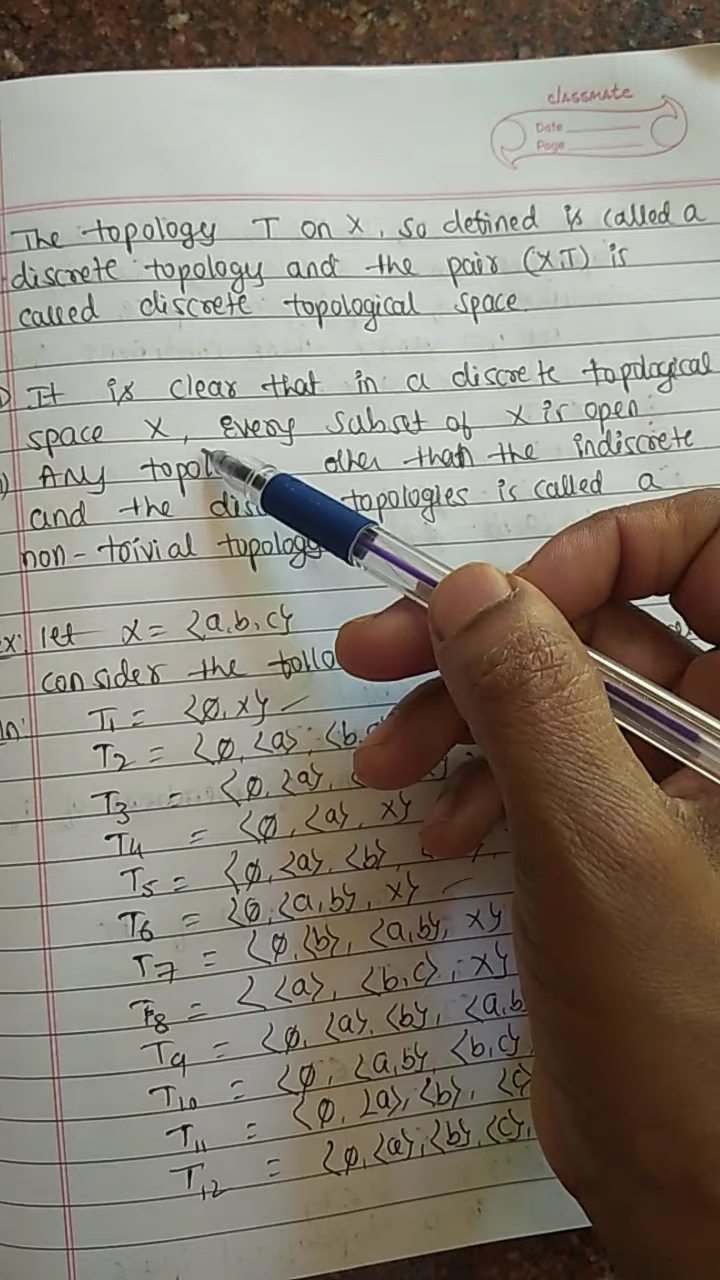 classmate
Date
Page
The topology T on X, so defined is called a
discrete topology and the pair (X,T) is
called discrete topological space.
It is clear that in a discrete topological
space X, every subset of X is open.
Any other than the indiscrete
and the topologies is called a
non-trivial topology
Ex: let X = {a,b,c}
consider the
T1 = {ø, x}
T2 = {ø, {a}, {b,
T3 = {ø, {a},
T4 = {ø, {a}, x}
T5 = {ø, {a}, {b},
T6 = {ø, {a,b}, x}
T7 = {ø, {b}, {a,b}, x}
T8 = { {a}, {b,c}, x}
T9 = {ø, {a}, {b}, {a,b
T10 = {ø, {a,b}, {b,c},
T11 = {ø, {a}, {b}, {c}
T12 = {ø, {a}, {b}, {c},